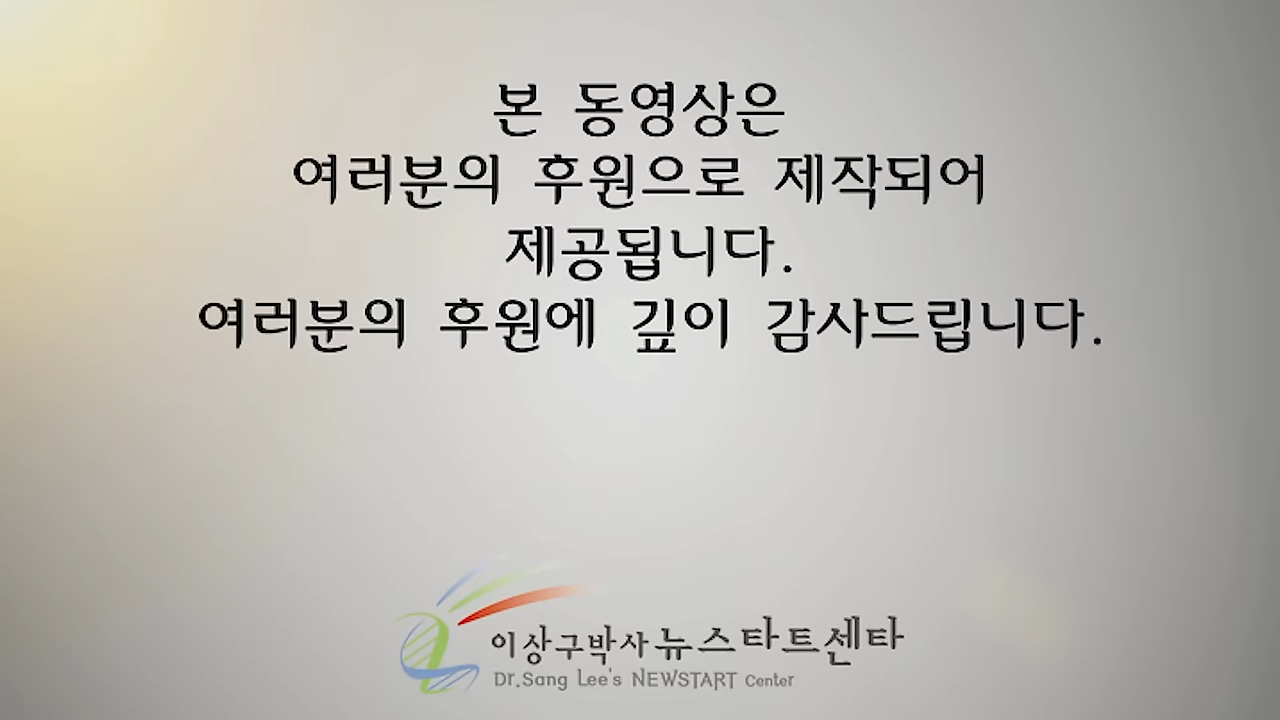 본 동영상은
여러분의 후원으로 제작되어
제공됩니다.
여러분의 후원에 깊이 감사드립니다.
이상구박사 뉴스타트센타
Dr.Sang Lee's NEWSTART Center